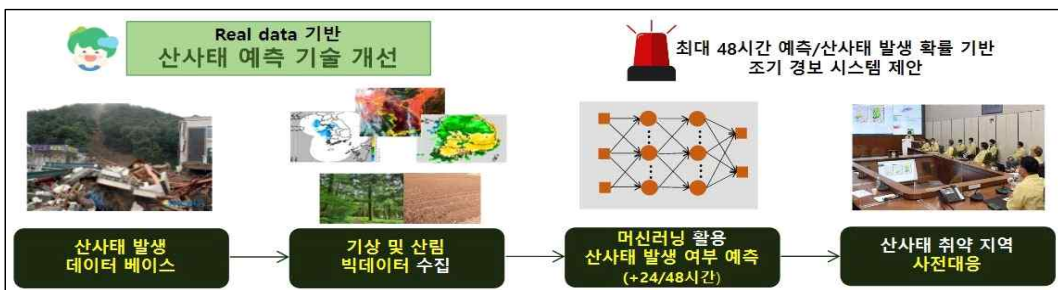 Real data 기반
산사태 예측 기술 개선
최대 48시간 예측/산사태 발생 확률 기반
조기 경보 시스템 제안
산사태 발생
데이터 베이스
기상 및 산림
빅데이터 수집
머신러닝 활용
산사태 발생 여부 예측
(+24/48시간)
산사태 취약 지역
사전대응